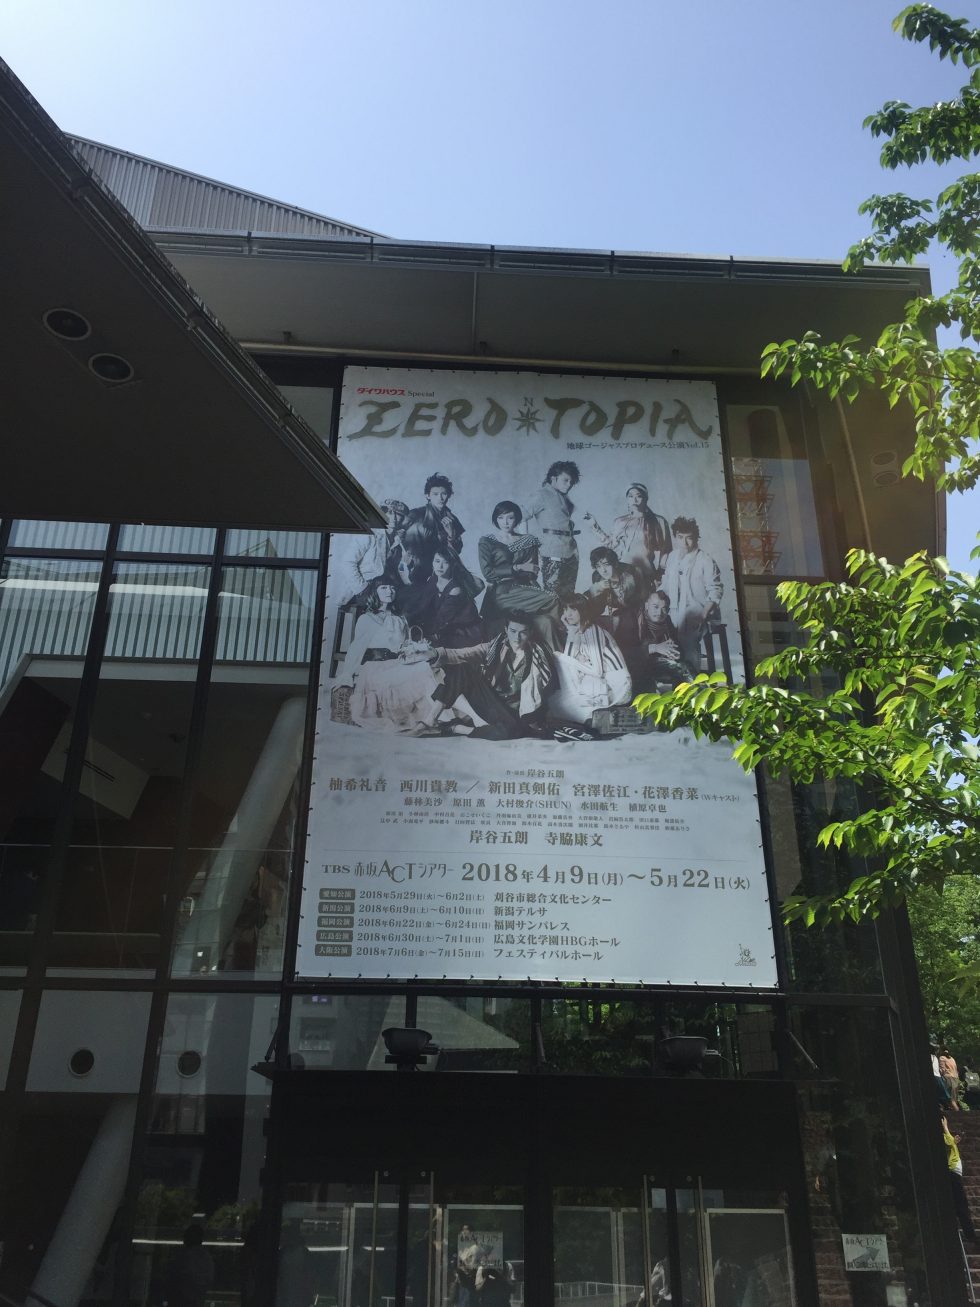 ダイワハウス Special
N
ZERO TOPIA
地球ゴージャスプロデュース公演Vol.15
作・演出 岸谷五朗
柚希礼音 西川貴教／新田真剣佑 宮澤佐江・花澤香菜(Wキャスト)
藤林美沙 原田薫 大村俊介(SHUN) 水田航生 植原卓也
岸谷五朗 寺脇康文
TBS赤坂ACTシアター 2018年4月9日(月)～5月22日(火)
愛知公演 2018年5月29日(火)～6月2日(土) 刈谷市総合文化センター
新潟公演 2018年6月9日(土)～6月10日(日) 新潟テルサ
福岡公演 2018年6月22日(金)～6月24日(日) 福岡サンパレス
広島公演 2018年6月30日(土)～7月1日(日) 広島文化学園HBGホール
大阪公演 2018年7月6日(金)～7月15日(日) フェスティバルホール
赤坂ACTシアター